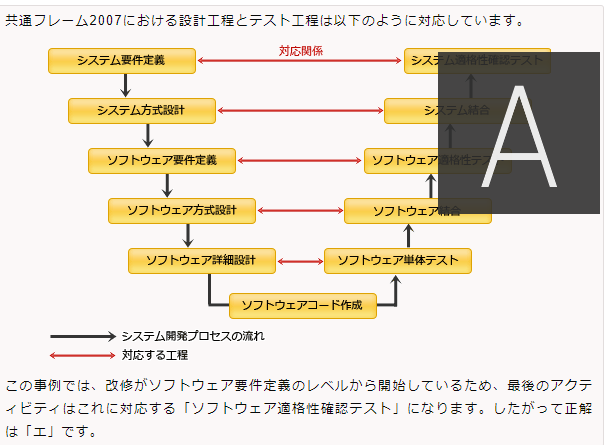 共通フレーム2007における設計工程とテスト工程は以下のように対応しています。
システム要件定義
対応関係
システム適格性確認テスト
システム方式設計
システム結合
ソフトウェア要件定義
ソフトウェア適格性テスト
ソフトウェア方式設計
ソフトウェア結合
ソフトウェア詳細設計
ソフトウェア単体テスト
ソフトウェアコード作成
A
システム開発プロセスの流れ
対応する工程
この事例では、改修がソフトウェア要件定義のレベルから開始しているため、最後のアクテ
ィビティはこれに対応する「ソフトウェア適格性確認テスト」になります。したがって正解
は「エ」です。